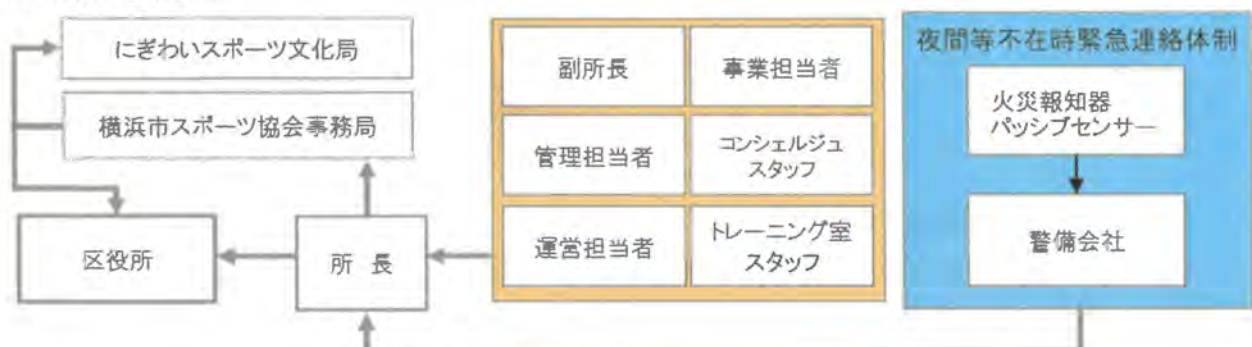 にぎわいスポーツ文化局
横浜市スポーツ協会事務局
区役所
所 長
副所長
事業担当者
管理担当者
コンシェルジュ
スタッフ
運営担当者
トレーニング室
スタッフ
夜間等不在時緊急連絡体制
火災報知器
パッシブセンサー
警備会社